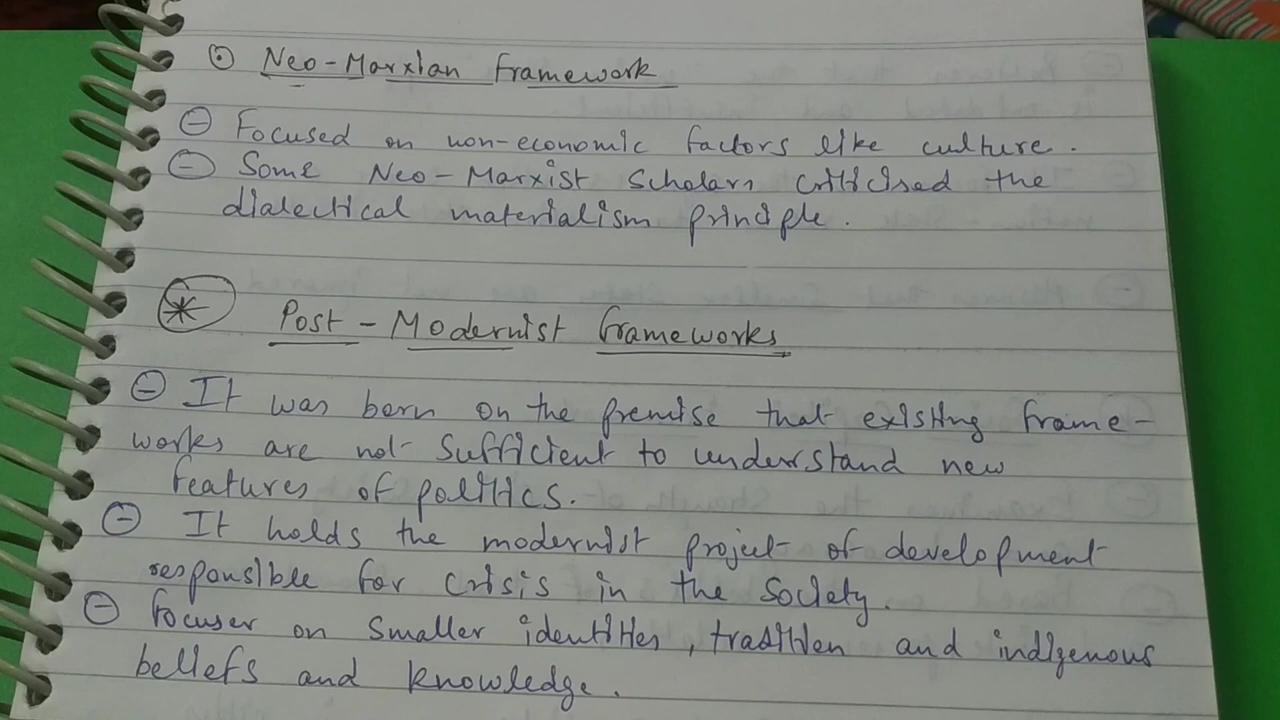 Neo-Marxian Framework
Focused on non-economic factors like culture.
Some Neo-Marxist Scholars criticised the
dialectical materialism principle.
* Post-Modernist frameworks
It was born on the premise that existing frame-
works are not sufficient to understand new
features of politics.
It holds the modernist project of development
responsible for crisis in the society.
Focuses on smaller identities, tradition and indigenous
beliefs and knowledge.